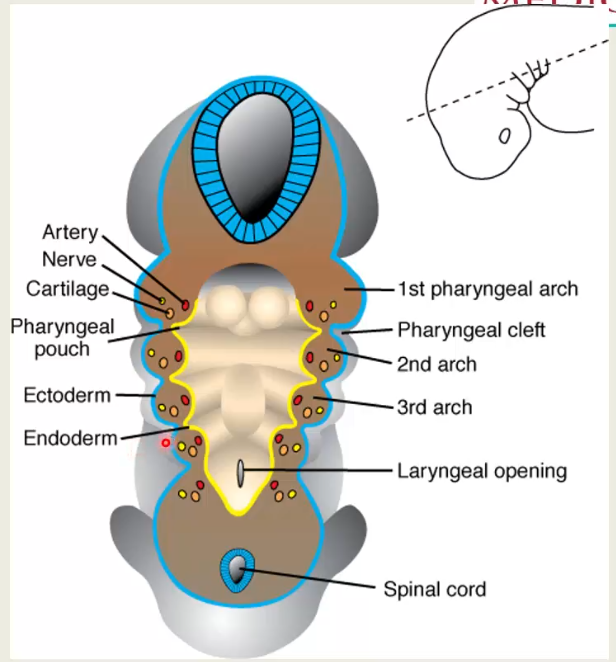 Artery
Nerve
Cartilage
Pharyngeal
pouch
Ectoderm
Endoderm
1st pharyngeal arch
Pharyngeal cleft
2nd arch
3rd arch
Laryngeal opening
Spinal cord